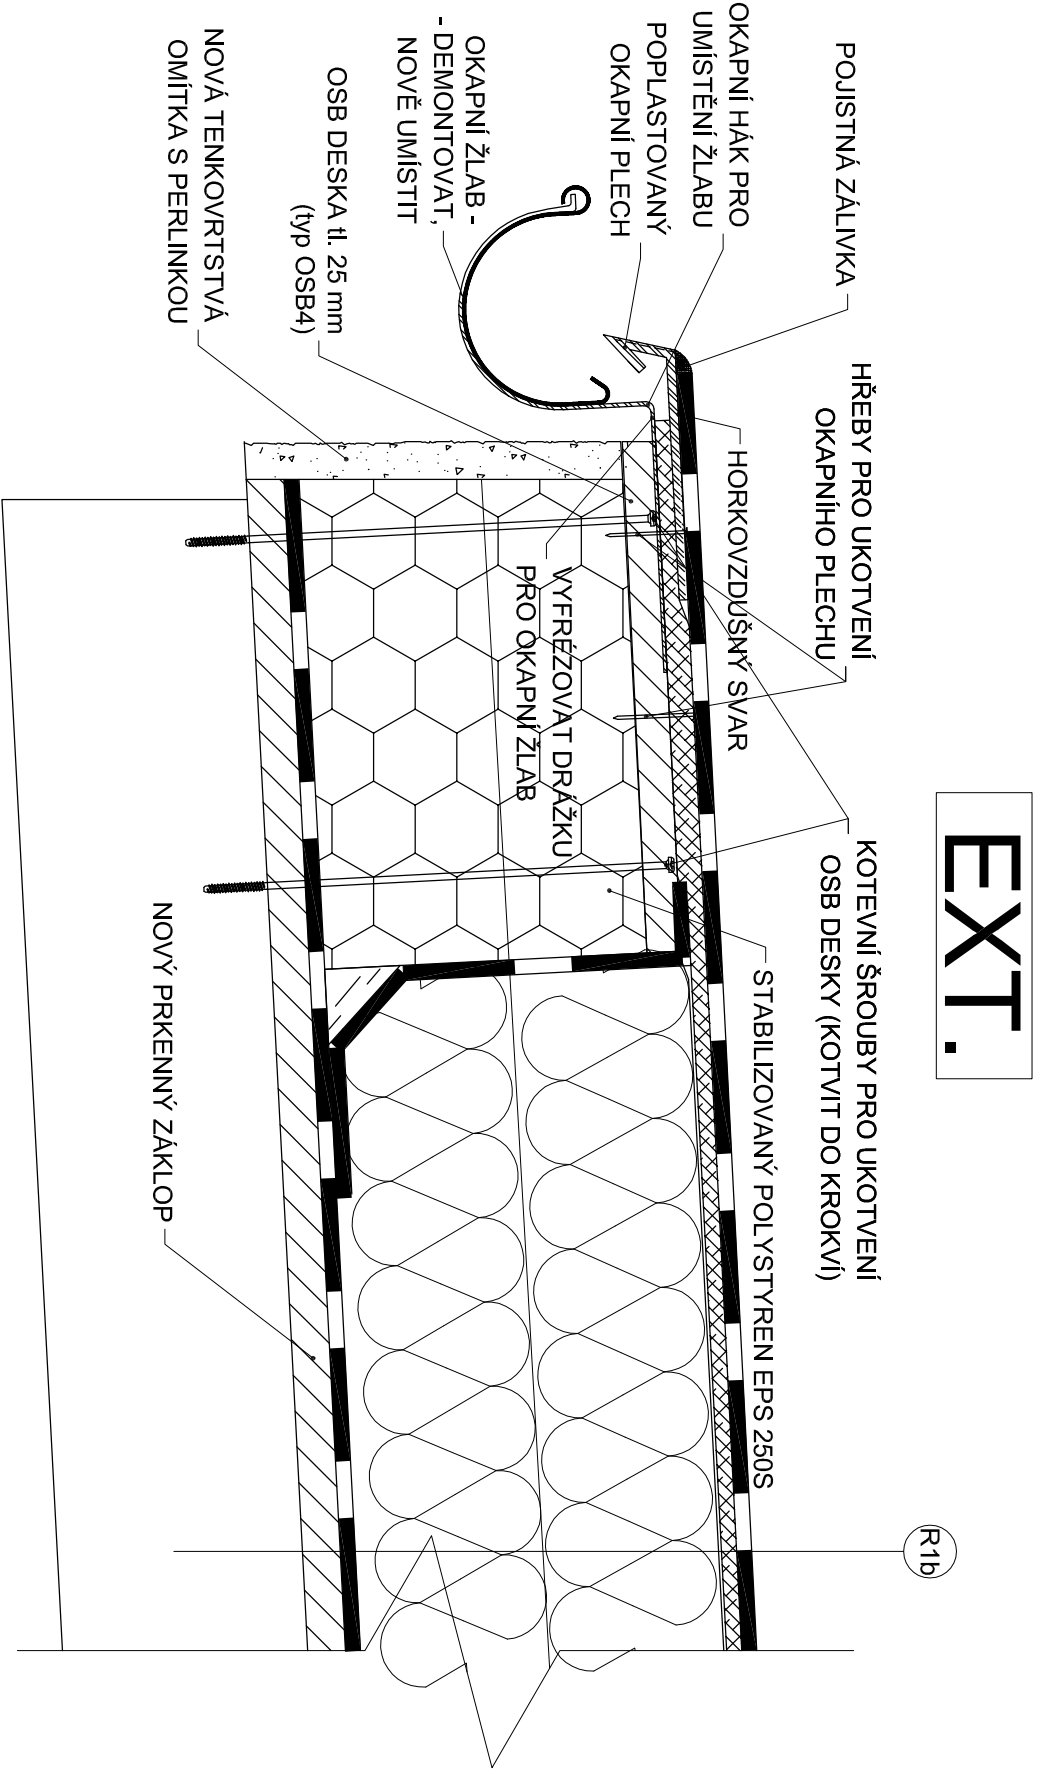 OKAPNÍ HÁK PRO
UMÍSTĚNÍ ŽLABU
POPLASTOVANÝ
OKAPNÍ PLECH
POJISTNÁ ZÁLIVKA
OKAPNÍ ŽLAB -
- DEMONTOVAT,
NOVĚ UMÍSTIT
OSB DESKA tl. 25 mm
(typ OSB4)
NOVÁ TENKOVRTSTVÁ
OMÍTKA S PERLINKOU
HŘEBY PRO UKOTVENÍ
OKAPNÍHO PLECHU
HORKOVZDUŠNÝ SVAR
VYFRÉZOVAT DRÁŽKU
PRO OKAPNÍ ŽLAB
EXT.
KOTEVNÍ ŠROUBY PRO UKOTVENÍ
OSB DESKY (KOTVIT DO KROKVÍ)
STABILIZOVANÝ POLYSTYREN EPS 250S
NOVÝ PRKENNÝ ZÁKLOP
R1b